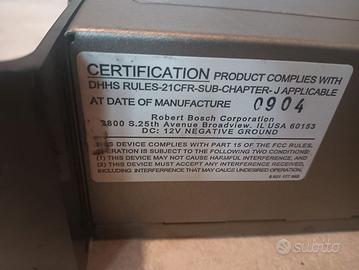 CERTIFICATION PRODUCT COMPLIES WITH
DHHS RULES-21CFR-SUB-CHAPTER- J APPLICABLE
AT DATE OF MANUFACTURE 0904
Robert Bosch Corporation
2800 S.25th Avenue Broadview, IL USA 60153
DC: 12V NEGATIVE GROUND
THIS DEVICE COMPLIES WITH PART 15 OF THE FCC RULES,
OPERATION IS SUBJECT TO THE FOLLOWING TWO CONDITIONS:
(1) THIS DEVICE MAY NOT CAUSE HARMFUL INTERFERENCE, AND
(2) THIS DEVICE MUST ACCEPT ANY INTERFERENCE RECEIVED,
INCLUDING INTERFERENCE THAT MAY CAUSE UNDESIRED OPERATION.
subito